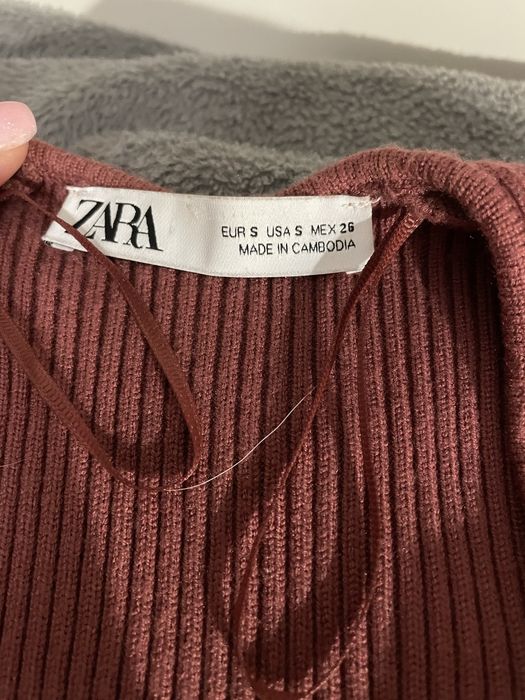 ZARA
EUR S USA S MEX 26
MADE IN CAMBODIA